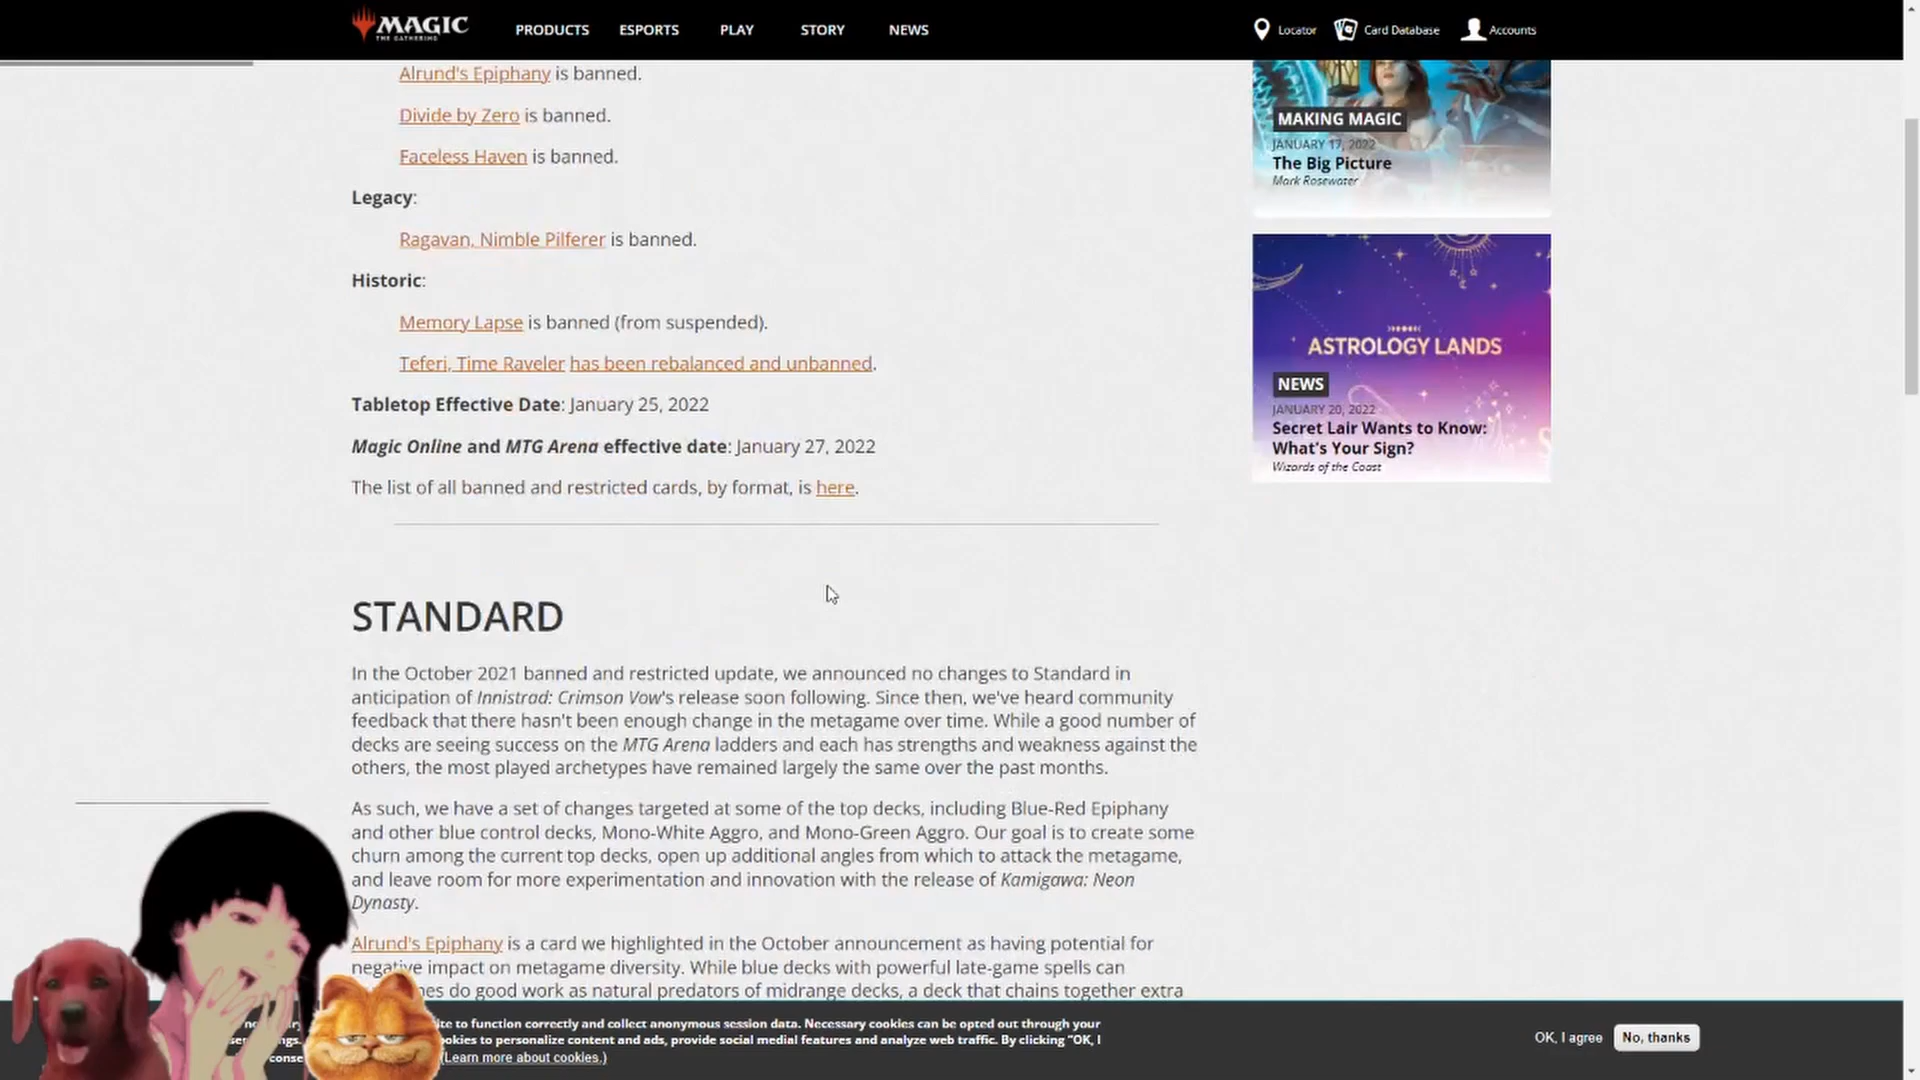 MAGIC
THE GATHERING
PRODUCTS ESPORTS PLAY STORY NEWS
Locator Card Database Accounts
Alrund's Epiphany is banned.
Divide by Zero is banned.
Faceless Haven is banned.
Legacy:
Ragavan, Nimble Pilferer is banned.
Historic:
Memory Lapse is banned (from suspended).
Teferi, Time Raveler has been rebalanced and unbanned.
Tabletop Effective Date: January 25, 2022
Magic Online and MTG Arena effective date: January 27, 2022
The list of all banned and restricted cards, by format, is here.
MAKING MAGIC
JANUARY 17, 2022
The Big Picture
Mark Rosewater
ASTROLOGY LANDS
NEWS
JANUARY 20, 2022
Secret Lair Wants to Know:
What's Your Sign?
Wizards of the Coast
STANDARD
In the October 2021 banned and restricted update, we announced no changes to Standard in
anticipation of Innistrad: Crimson Vow's release soon following. Since then, we've heard community
feedback that there hasn't been enough change in the metagame over time. While a good number of
decks are seeing success on the MTG Arena ladders and each has strengths and weakness against the
others, the most played archetypes have remained largely the same over the past months.
As such, we have a set of changes targeted at some of the top decks, including Blue-Red Epiphany
and other blue control decks, Mono-White Aggro, and Mono-Green Aggro. Our goal is to create some
churn among the current top decks, open up additional angles from which to attack the metagame,
and leave room for more experimentation and innovation with the release of Kamigawa: Neon
Dynasty.
Alrund's Epiphany is a card we highlighted in the October announcement as having potential for
negative impact on metagame diversity. While blue decks with powerful late-game spells can
do good work as natural predators of midrange decks, a deck that chains together extra
to function correctly and collect anonymous session data. Necessary cookies can be opted out through your
to personalize content and ads, provide social medial features and analyze web traffic. By clicking "OK, I
(Learn more about cookies.)
OK, I agree
No, thanks